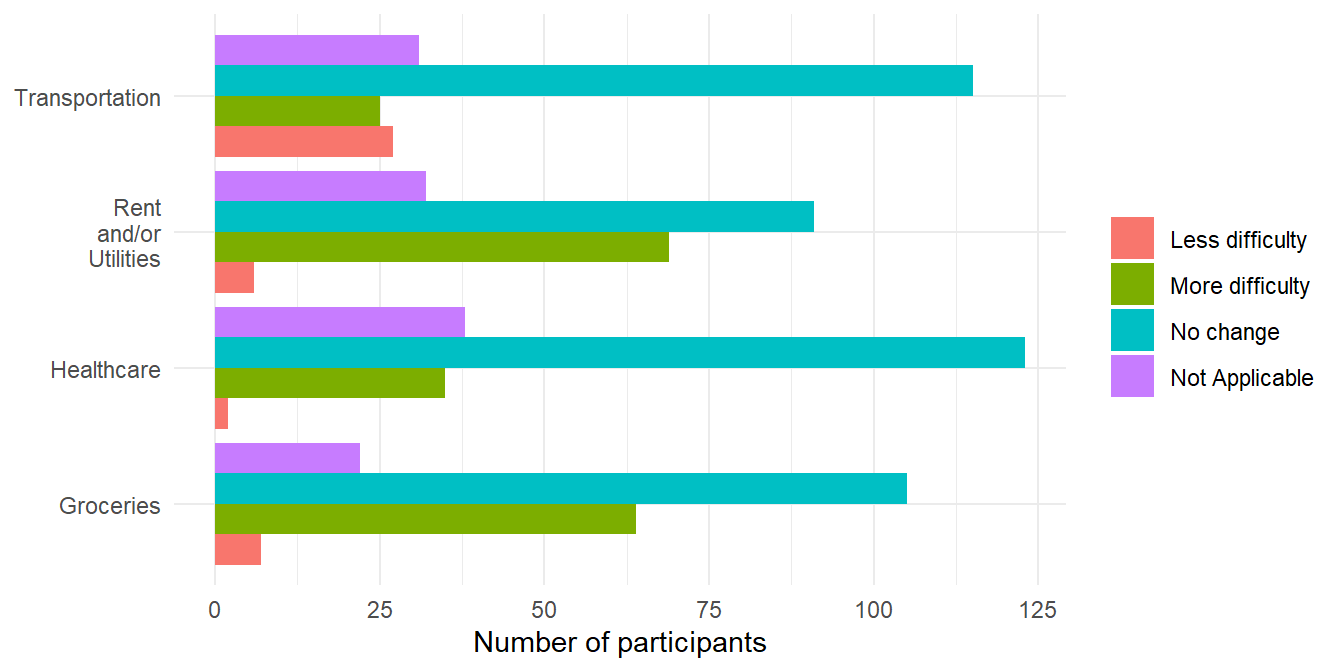 Transportation
Rent
and/or
Utilities
Healthcare
Groceries
0 25 50 75 100 125
Number of participants
Less difficulty
More difficulty
No change
Not Applicable